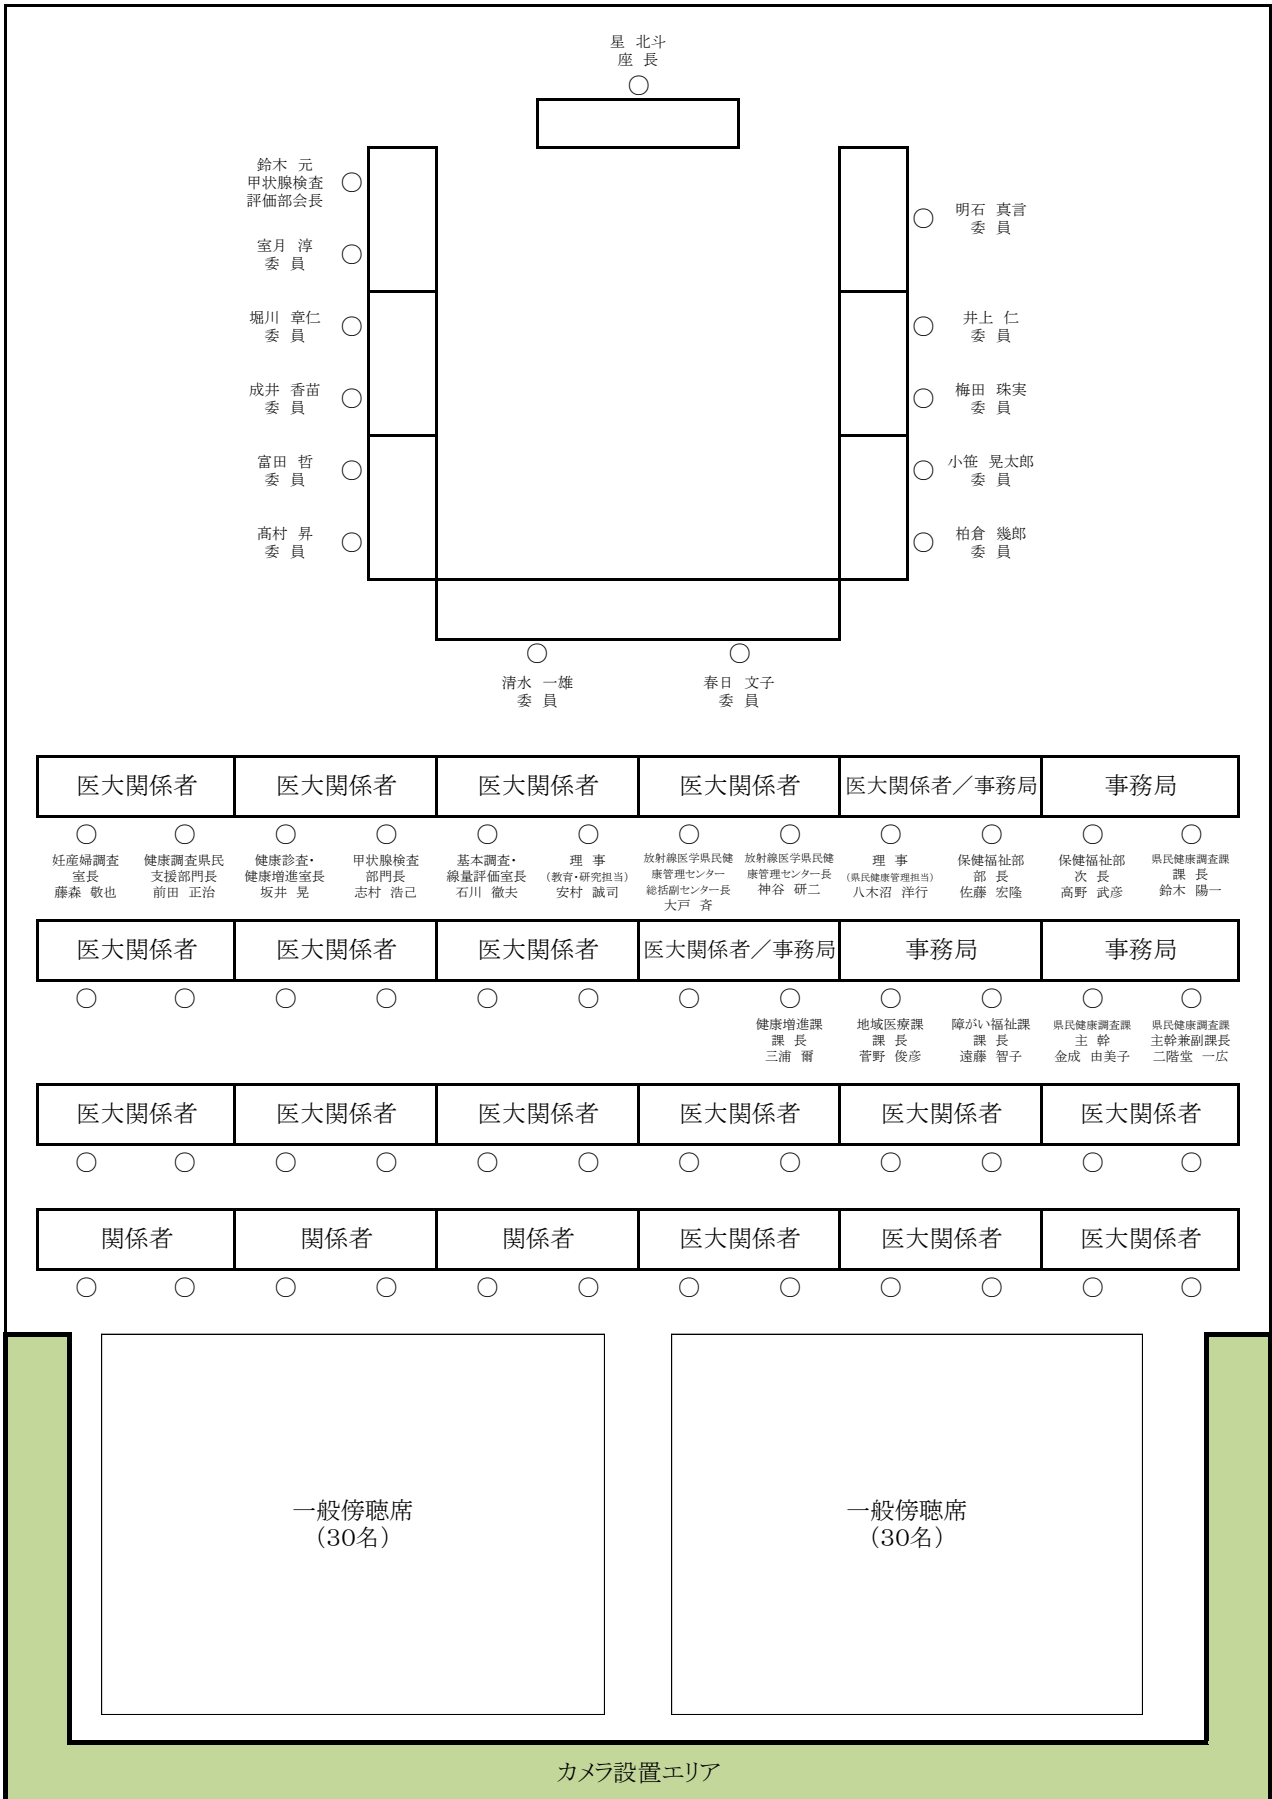 星 北斗
座 長
鈴木 元
甲状腺検査
評価部会長
室月 淳
委 員
堀川 章仁
委 員
成井 香苗
委 員
富田 哲
委 員
髙村 昇
委 員
明石 真言
委 員
井上 仁
委 員
梅田 珠実
委 員
小笹 晃太郎
委 員
柏倉 幾郎
委 員
清水 一雄
委 員
春日 文子
委 員
医大関係者
医大関係者
医大関係者
医大関係者
医大関係者／事務局
事務局
妊産婦調査
室長
藤森 敬也
健康調査県民
支援部門長
前田 正治
健康診査・
健康増進室長
坂井 晃
甲状腺検査
部門長
志村 浩己
基本調査・
線量評価室長
石川 徹夫
理 事
（教育・研究担当）
安村 誠司
放射線医学県民健
康管理センター
総括副センター長
大戸 斉
放射線医学県民健
康管理センター長
神谷 研二
理 事
（県民健康管理担当）
八木沼 洋行
保健福祉部
部 長
佐藤 宏隆
保健福祉部
次 長
高野 武彦
県民健康調査課
課 長
鈴木 陽一
医大関係者
医大関係者
医大関係者
医大関係者／事務局
事務局
事務局
健康増進課
課 長
三浦 爾
地域医療課
課 長
菅野 俊彦
障がい福祉課
課 長
遠藤 智子
県民健康調査課
主 幹
金成 由美子
県民健康調査課
主幹兼副課長
二階堂 一広
医大関係者
医大関係者
医大関係者
医大関係者
医大関係者
医大関係者
関係者
関係者
関係者
医大関係者
医大関係者
医大関係者
一般傍聴席
（30名）
一般傍聴席
（30名）
カメラ設置エリア